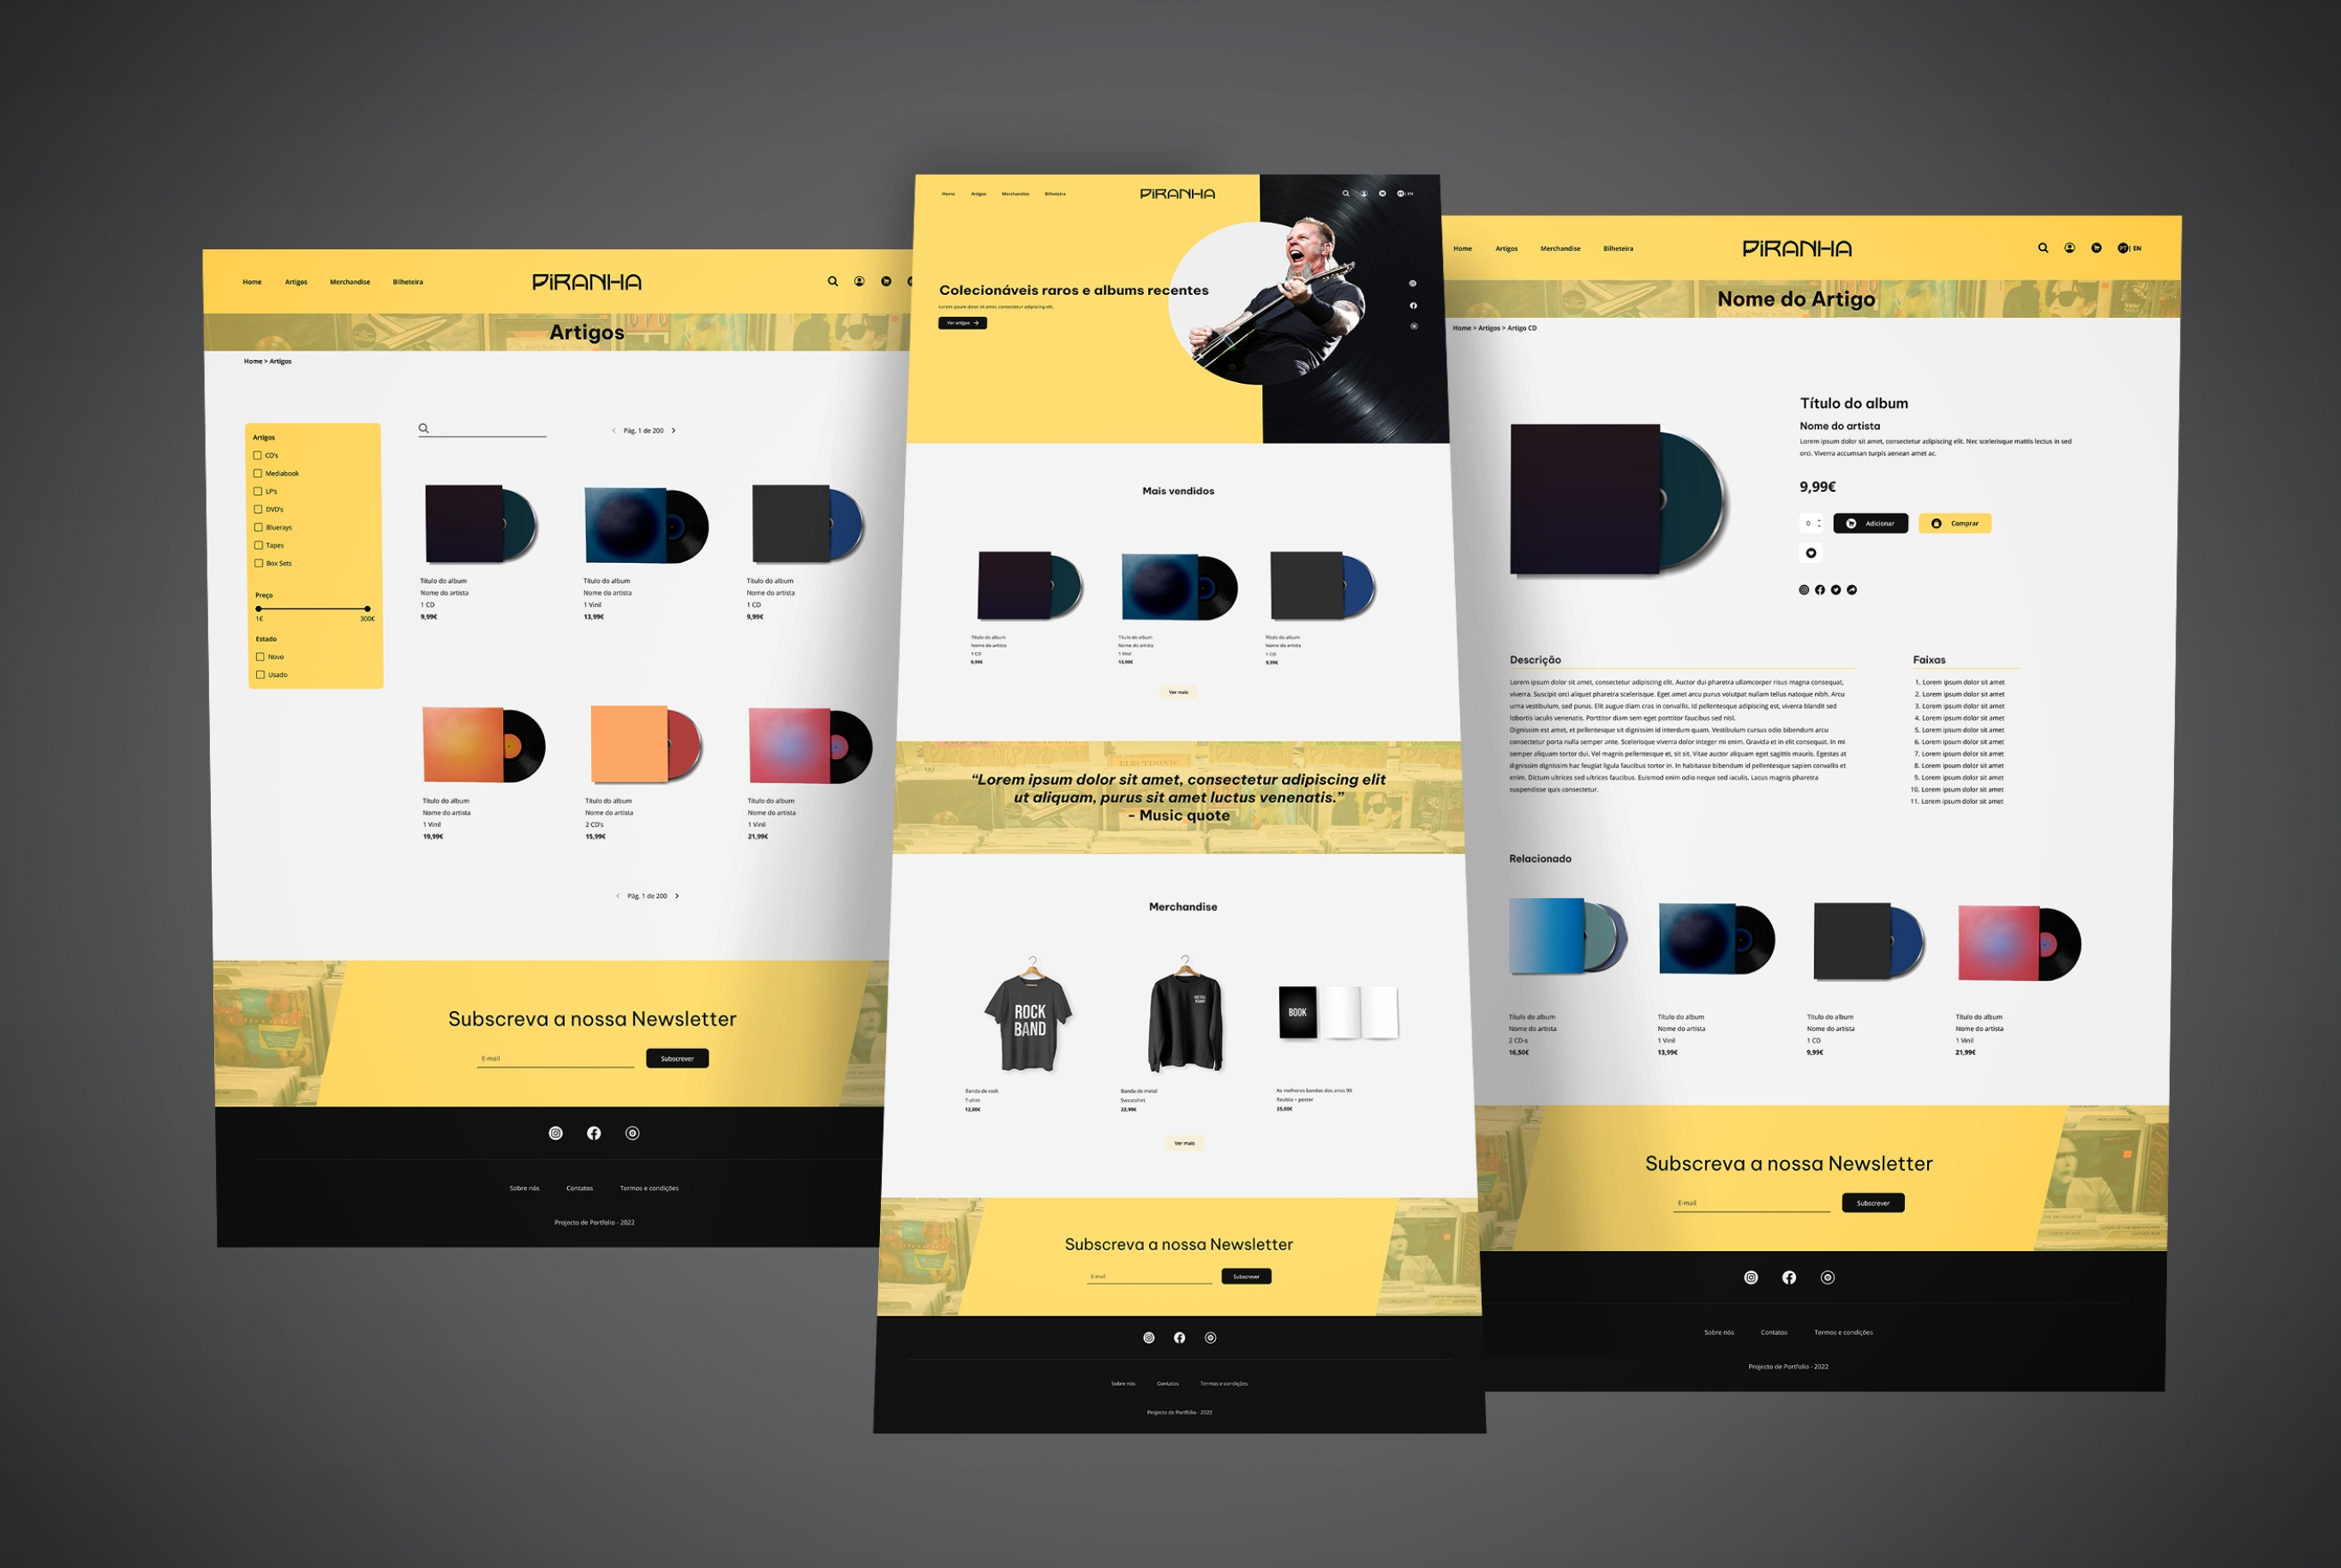 Home Artigos Merchandise Bilheteira
PiRANHA
Artigos
Home > Artigos
Artigos
CD's
Mediabook
LP's
DVD's
Bluerays
Tapes
Box Sets
Preço
1€ 300€
Estado
Novo
Usado
Pág. 1 de 200
Título do album
Nome do artista
1 CD
9,99€
Título do album
Nome do artista
1 Vinil
13,99€
Título do album
Nome do artista
1 CD
9,99€
Título do album
Nome do artista
1 Vinil
19,99€
Título do album
Nome do artista
2 CD's
15,99€
Título do album
Nome do artista
1 Vinil
21,99€
Pág. 1 de 200
Subscreva a nossa Newsletter
E-mail Subscrever
Sobre nós Contatos Termos e condições
Projecto de Portfolio - 2022
Home Artigos Merchandise Bilheteira
PiRANHA
EN
Colecionáveis raros e albums recentes
Lorem ipsum dolor sit amet, consectetur adipiscing elit.
Ver artigos
Mais vendidos
Título do album
Nome do artista
1 CD
9,99€
Título do album
Nome do artista
1 Vinil
13,99€
Título do album
Nome do artista
1 CD
9,99€
Ver mais
ELECTRONIC
“Lorem ipsum dolor sit amet, consectetur adipiscing elit
ut aliquam, purus sit amet luctus venenatis.”
- Music quote
Merchandise
ROCK
BAND
BOOK
Banda de rock
T-shirt
12,00€
Banda de metal
Sweatshirt
22,99€
As melhores bandas dos anos 90
Revista – poster
25,00€
Ver mais
Subscreva a nossa Newsletter
E-mail Subscrever
Sobre nós Contatos Termos e condições
Projecto de Portfolio - 2022
Home Artigos Merchandise Bilheteira
PiRANHA
PT| EN
Nome do Artigo
Home > Artigos > Artigo CD
Título do album
Nome do artista
Lorem ipsum dolor sit amet, consectetur adipiscing elit. Nec scelerisque mattis lectus in sed
orci. Viverra accumsan turpis aenean amet ac.
9,99€
0 Adicionar Comprar
Descrição
Lorem ipsum dolor sit amet, consectetur adipiscing elit. Auctor dui pharetra ullamcorper risus magna consequat,
viverra. Suscipit orci aliquet pharetra scelerisque. Eget amet arcu purus volutpat nullam tellus natoque nibh. Arcu
urna vestibulum, sed purus. Elit augue diam cras in convallis. Id pellentesque adipiscing est, viverra blandit sed
lobortis iaculis venenatis. Porttitor diam sem eget porttitor faucibus sed nisl.
Dignissim est amet, et pellentesque sit dignissim id interdum quam. Vestibulum cursus odio bibendum arcu
consectetur porta nulla semper ante. Scelerisque viverra dolor integer mi enim. Gravida et in elit consequat. In mi
semper aliquam tortor dui. Vel magnis pellentesque et, sit sit. Vitae auctor aliquam eget sagittis mauris. Egestas at
dignissim dignissim hac feugiat ligula faucibus tortor in. In habitasse bibendum id pellentesque sapien convallis et
enim. Dictum ultrices sed ultrices faucibus. Euismod enim odio neque sed iaculis. Lacus magnis pharetra
suspendisse quis consectetur.
Faixas
1. Lorem ipsum dolor sit amet
2. Lorem ipsum dolor sit amet
3. Lorem ipsum dolor sit amet
4. Lorem ipsum dolor sit amet
5. Lorem ipsum dolor sit amet
6. Lorem ipsum dolor sit amet
7. Lorem ipsum dolor sit amet
8. Lorem ipsum dolor sit amet
9. Lorem ipsum dolor sit amet
10. Lorem ipsum dolor sit amet
11. Lorem ipsum dolor sit amet
Relacionado
Título do album
Nome do artista
2 CD-s
16,50€
Título do album
Nome do artista
1 Vinil
13,99€
Título do album
Nome do artista
1 CD
9,99€
Título do album
Nome do artista
1 Vinil
21,99€
Subscreva a nossa Newsletter
E-mail Subscrever
Sobre nós Contatos Termos e condições
Projecto de Portfolio - 2022